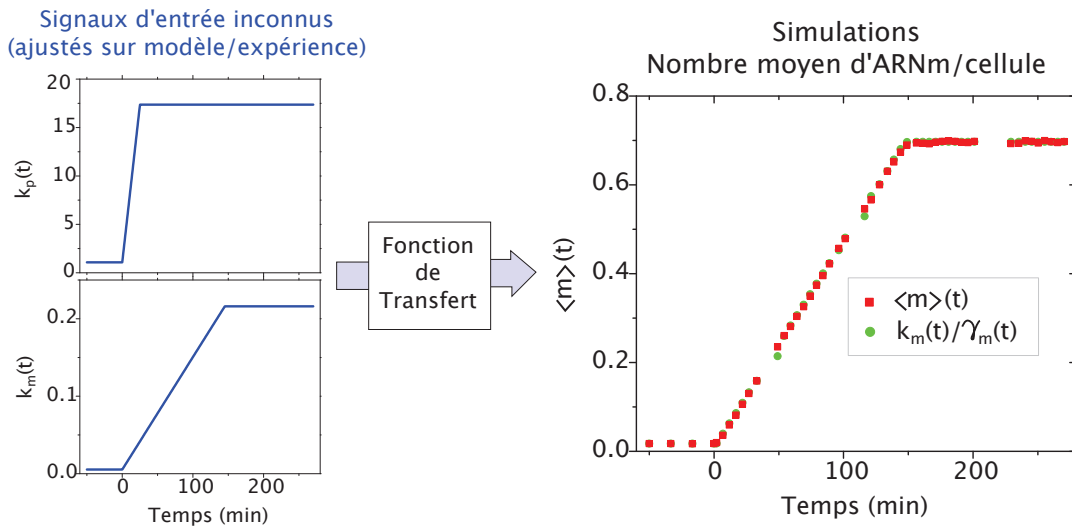 Signaux d'entrée inconnus
(ajustés sur modèle/expérience)
20
15
10
5
0
kp(t)
0.2
0.1
0.0
km(t)
0 100 200
Temps (min)
Fonction
de
Transfert
Simulations
Nombre moyen d'ARNm/cellule
0.8
0.6
0.4
0.2
0.0
<m>(t)
<m>(t)
km(t)/γm(t)
0 100 200
Temps (min)